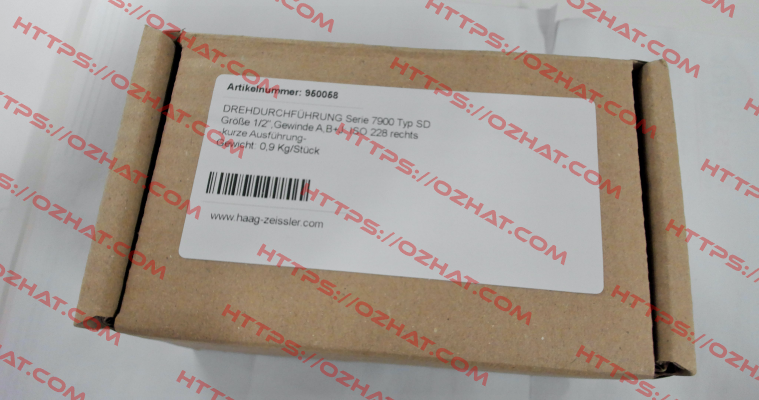 Artikelnummer: 950058
DREHDURCHFÜHRUNG Serie 7900 Typ SD
Größe 1/2", Gewinde A,B+J: ISO 228 rechts
-kurze Ausführung-
Gewicht: 0,9 Kg/Stück
www.haag-zeissler.com
HTTPS://OZHAT.COM